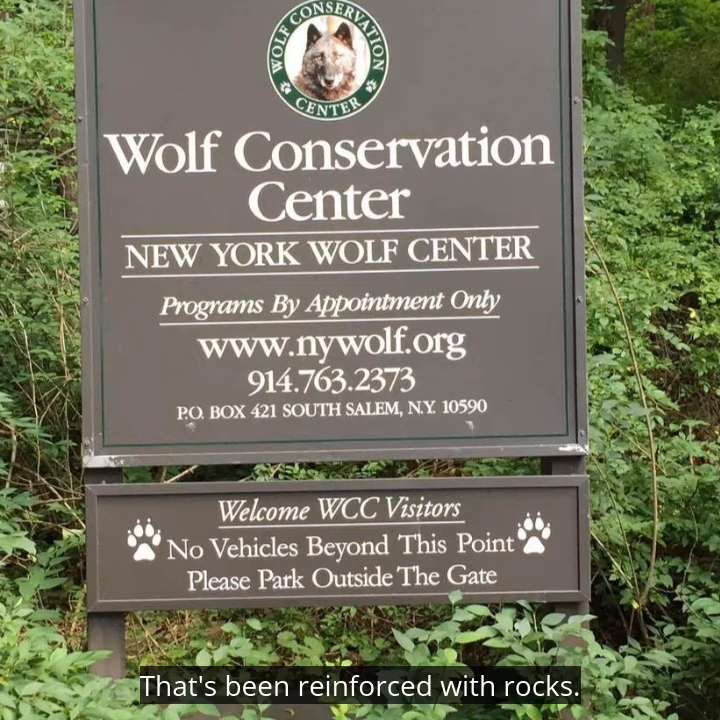 WOLF CONSERVATION
CENTER
Wolf Conservation
Center
NEW YORK WOLF CENTER
Programs By Appointment Only
www.nywolf.org
914.763.2373
P.O. BOX 421 SOUTH SALEM, N.Y. 10590
Welcome WCC Visitors
No Vehicles Beyond This Point
Please Park Outside The Gate
That's been reinforced with rocks.